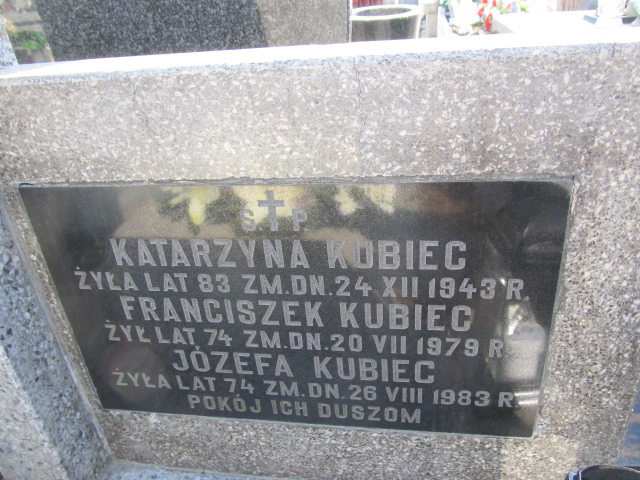 S P
KATARZYNA KUBIEC
ŻYŁA LAT 83 ZM. DN. 24 XII 1943 R.
FRANCISZEK KUBIEC
ŻYŁ LAT. 74 ZM. DN. 20 VII 1979 R.
JÓZEFA KUBIEC
ŻYŁA LAT 74 ZM. DN. 26 VIII 1983 R.
POKÓJ ICH DUSZOM